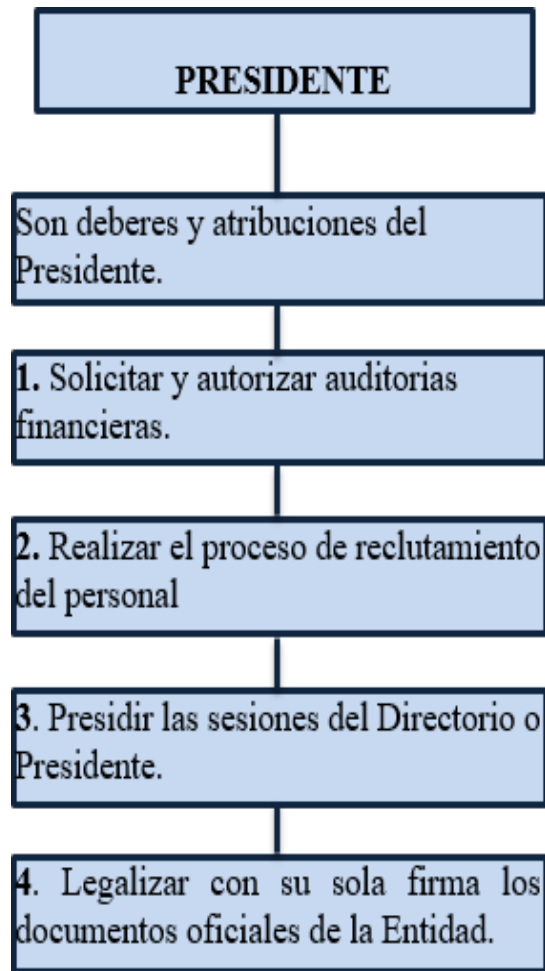 PRESIDENTE
Son deberes y atribuciones del
Presidente.
1. Solicitar y autorizar auditorias
financieras.
2. Realizar el proceso de reclutamiento
del personal
3. Presidir las sesiones del Directorio o
Presidente.
4. Legalizar con su sola firma los
documentos oficiales de la Entidad.